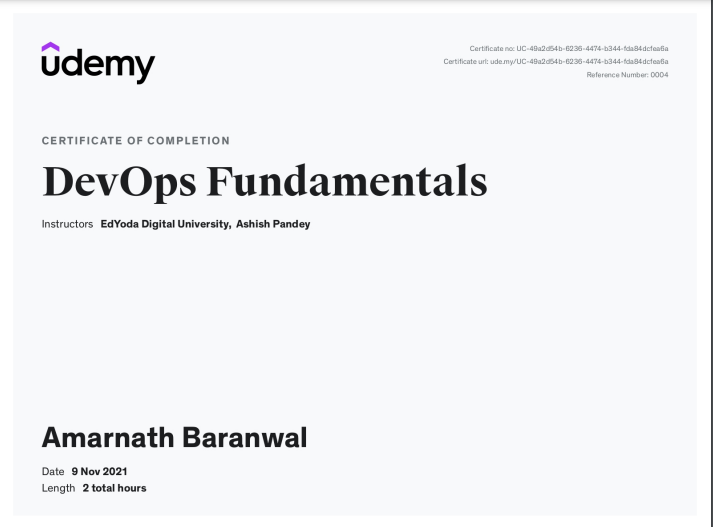 udemy
Certificate no: UC-49a2d54b-6236-4474-b344-fda84dcfea6a
Certificate url: ude.my/UC-49a2d54b-6236-4474-b344-fda84dcfea6a
Reference Number: 0004
CERTIFICATE OF COMPLETION
DevOps Fundamentals
Instructors EdYoda Digital University, Ashish Pandey
Amarnath Baranwal
Date 9 Nov 2021
Length 2 total hours